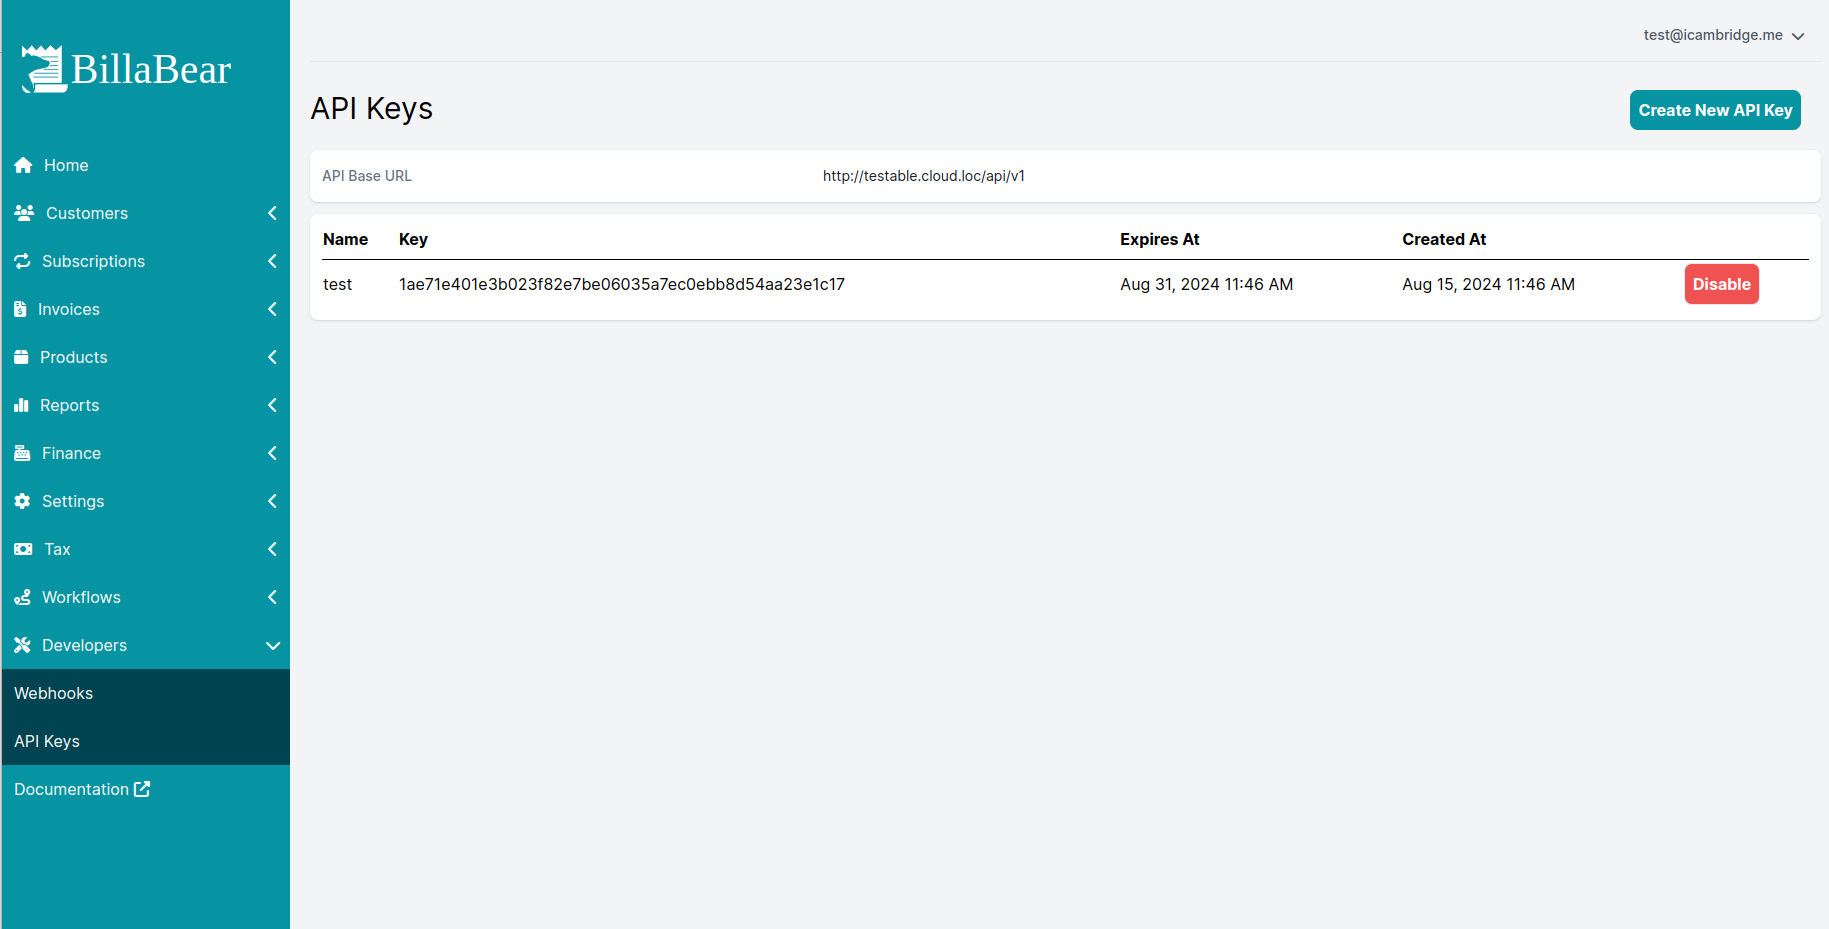 BillaBear
test@icambridge.me
API Keys
Create New API Key
API Base URL http://testable.cloud.loc/api/v1
Name Key Expires At Created At
test 1ae71e401e3b023f82e7be06035a7ec0ebb8d54aa23e1c17 Aug 31, 2024 11:46 AM Aug 15, 2024 11:46 AM Disable
Home
Customers
Subscriptions
Invoices
Products
Reports
Finance
Settings
Tax
Workflows
Developers
Webhooks
API Keys
Documentation